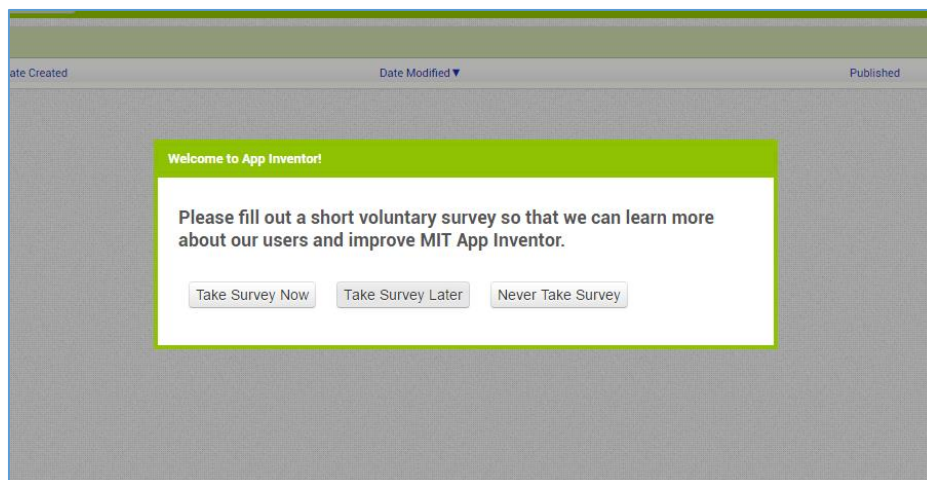 ate Created Date Modified ▼ Published
Welcome to App Inventor!
Please fill out a short voluntary survey so that we can learn more
about our users and improve MIT App Inventor.
Take Survey Now Take Survey Later Never Take Survey